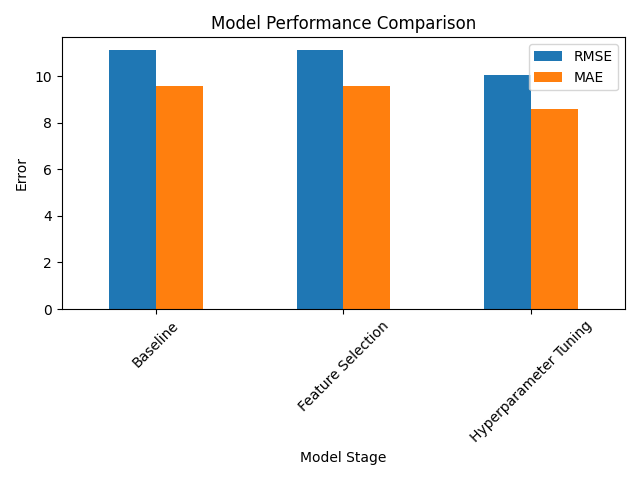 Model Performance Comparison
RMSE
MAE
Error
10
8
6
4
2
0
Baseline
Feature Selection
Hyperparameter Tuning
Model Stage